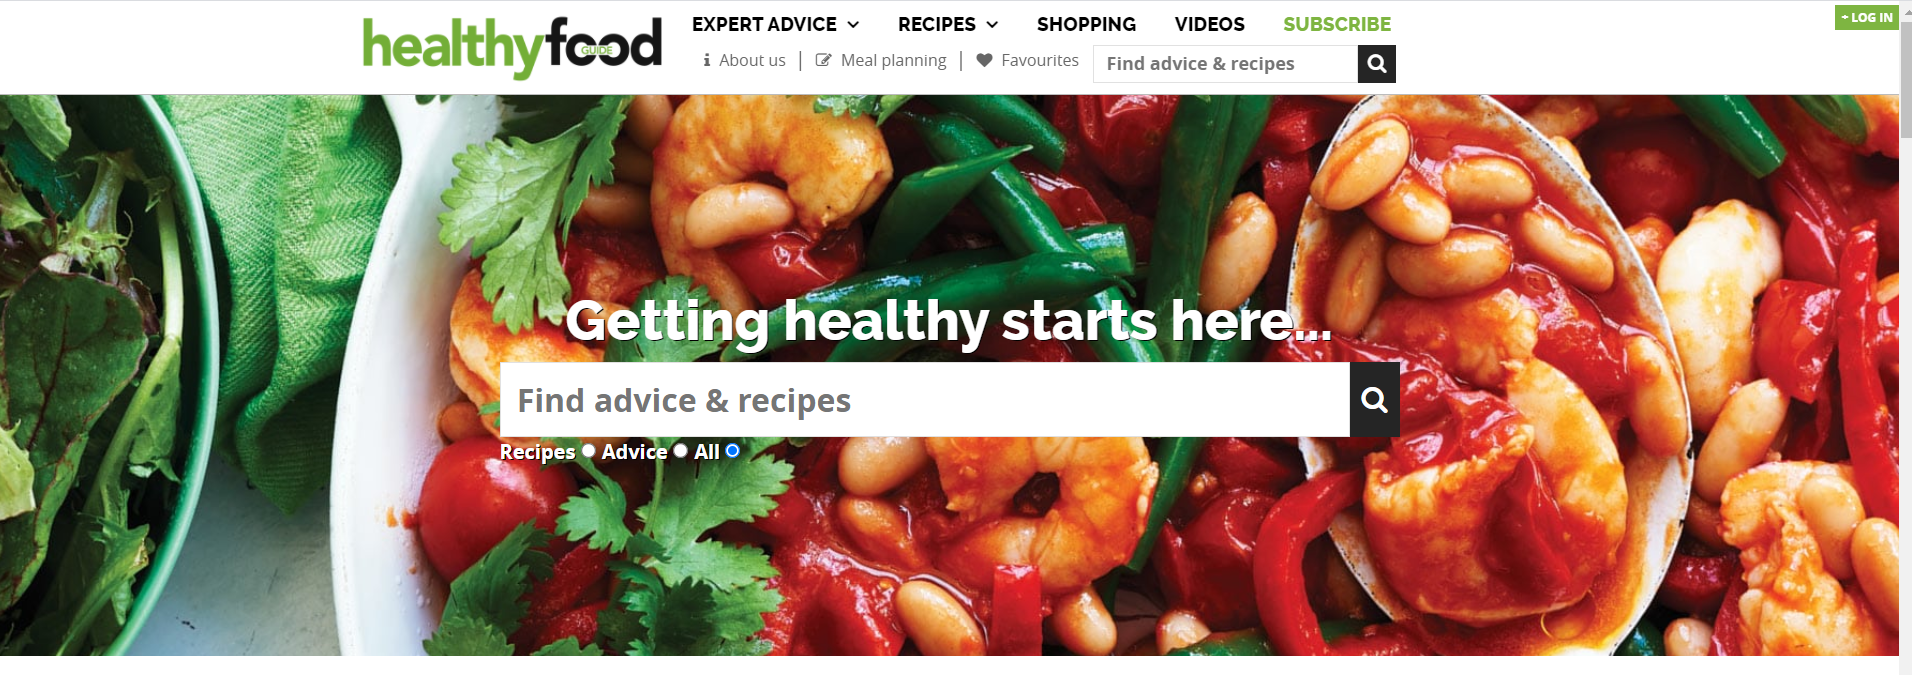 healthyfood
GUIDE
EXPERT ADVICE RECIPES SHOPPING VIDEOS SUBSCRIBE
LOG IN
About us | Meal planning | Favourites
Find advice & recipes
Getting healthy starts here...
Find advice & recipes
Recipes Advice All